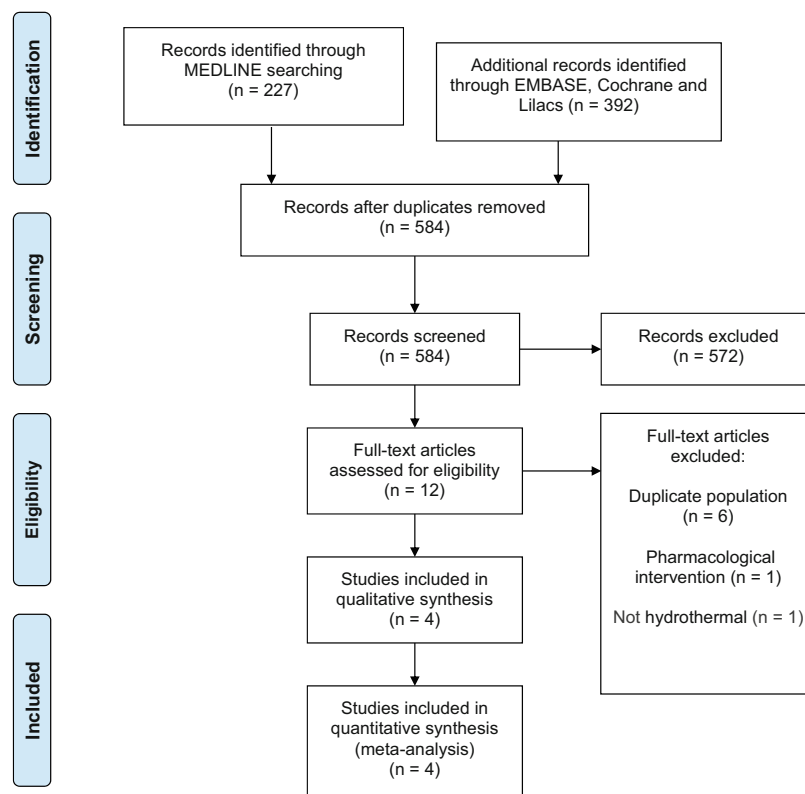 Identification
Records identified through
MEDLINE searching
(n = 227)
Additional records identified
through EMBASE, Cochrane and
Lilacs (n = 392)
Records after duplicates removed
(n = 584)
Screening
Records screened
(n = 584)
Records excluded
(n = 572)
Eligibility
Full-text articles
assessed for eligibility
(n = 12)
Full-text articles
excluded:
Duplicate population
(n = 6)
Pharmacological
intervention (n = 1)
Not hydrothermal (n = 1)
Studies included in
qualitative synthesis
(n = 4)
Included
Studies included in
quantitative synthesis
(meta-analysis)
(n = 4)